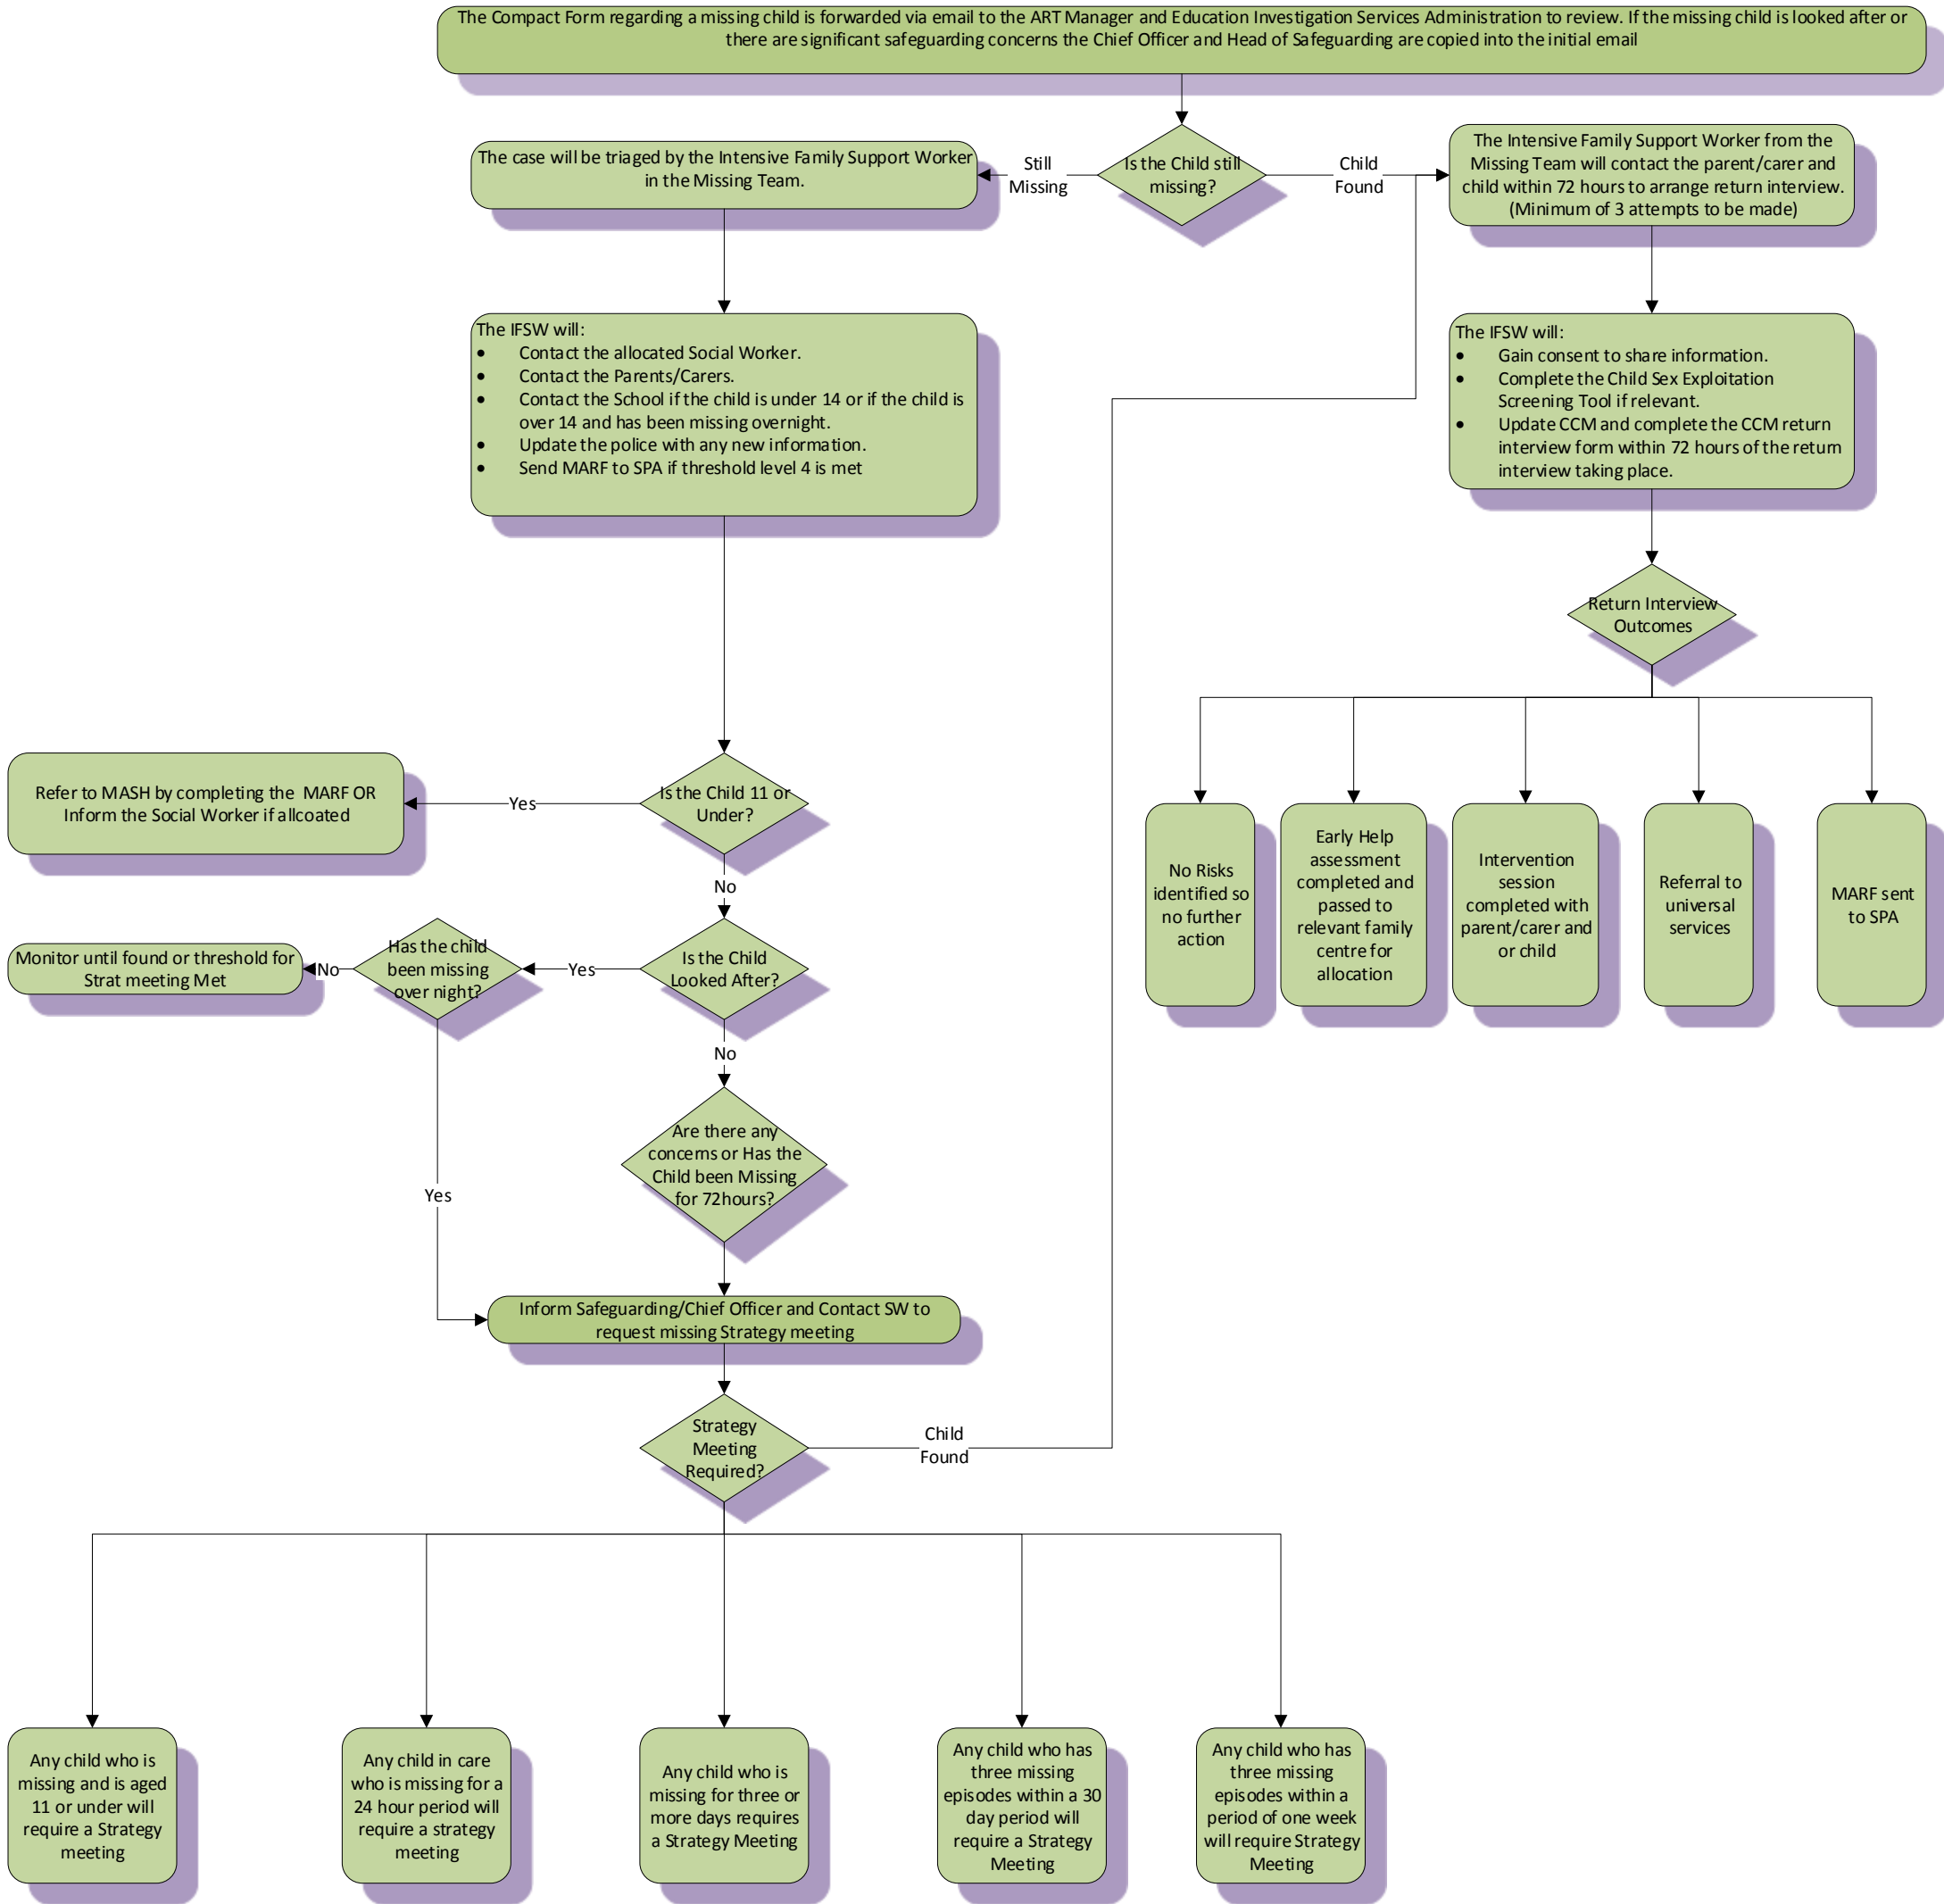 The Compact Form regarding a missing child is forwarded via email to the ART Manager and Education Investigation Services Administration to review. If the missing child is looked after or
there are significant safeguarding concerns the Chief Officer and Head of Safeguarding are copied into the initial email
Is the Child still
missing?
Still
Missing
Child
Found
The case will be triaged by the Intensive Family Support Worker
in the Missing Team.
The Intensive Family Support Worker from the
Missing Team will contact the parent/carer and
child within 72 hours to arrange return interview.
(Minimum of 3 attempts to be made)
The IFSW will:
• Contact the allocated Social Worker.
• Contact the Parents/Carers.
• Contact the School if the child is under 14 or if the child is
over 14 and has been missing overnight.
• Update the police with any new information.
• Send MARF to SPA if threshold level 4 is met
The IFSW will:
• Gain consent to share information.
• Complete the Child Sex Exploitation
Screening Tool if relevant.
• Update CCM and complete the CCM return
interview form within 72 hours of the return
interview taking place.
Return Interview
Outcomes
No Risks
identified so
no further
action
Early Help
assessment
completed and
passed to
relevant family
centre for
allocation
Intervention
session
completed with
parent/carer and
or child
Referral to
universal
services
MARF sent
to SPA
Is the Child 11 or
Under?
Yes
Refer to MASH by completing the MARF OR
Inform the Social Worker if allcoated
No
Is the Child
Looked After?
Yes
Has the child
been missing
over night?
No
Monitor until found or threshold for
Strat meeting Met
No
Are there any
concerns or Has the
Child been Missing
for 72hours?
Yes
Inform Safeguarding/Chief Officer and Contact SW to
request missing Strategy meeting
Strategy
Meeting
Required?
Child
Found
Any child who is
missing and is aged
11 or under will
require a Strategy
meeting
Any child in care
who is missing for a
24 hour period will
require a strategy
meeting
Any child who is
missing for three or
more days requires
a Strategy Meeting
Any child who has
three missing
episodes within a 30
day period will
require a Strategy
Meeting
Any child who has
three missing
episodes within a
period of one week
will require Strategy
Meeting